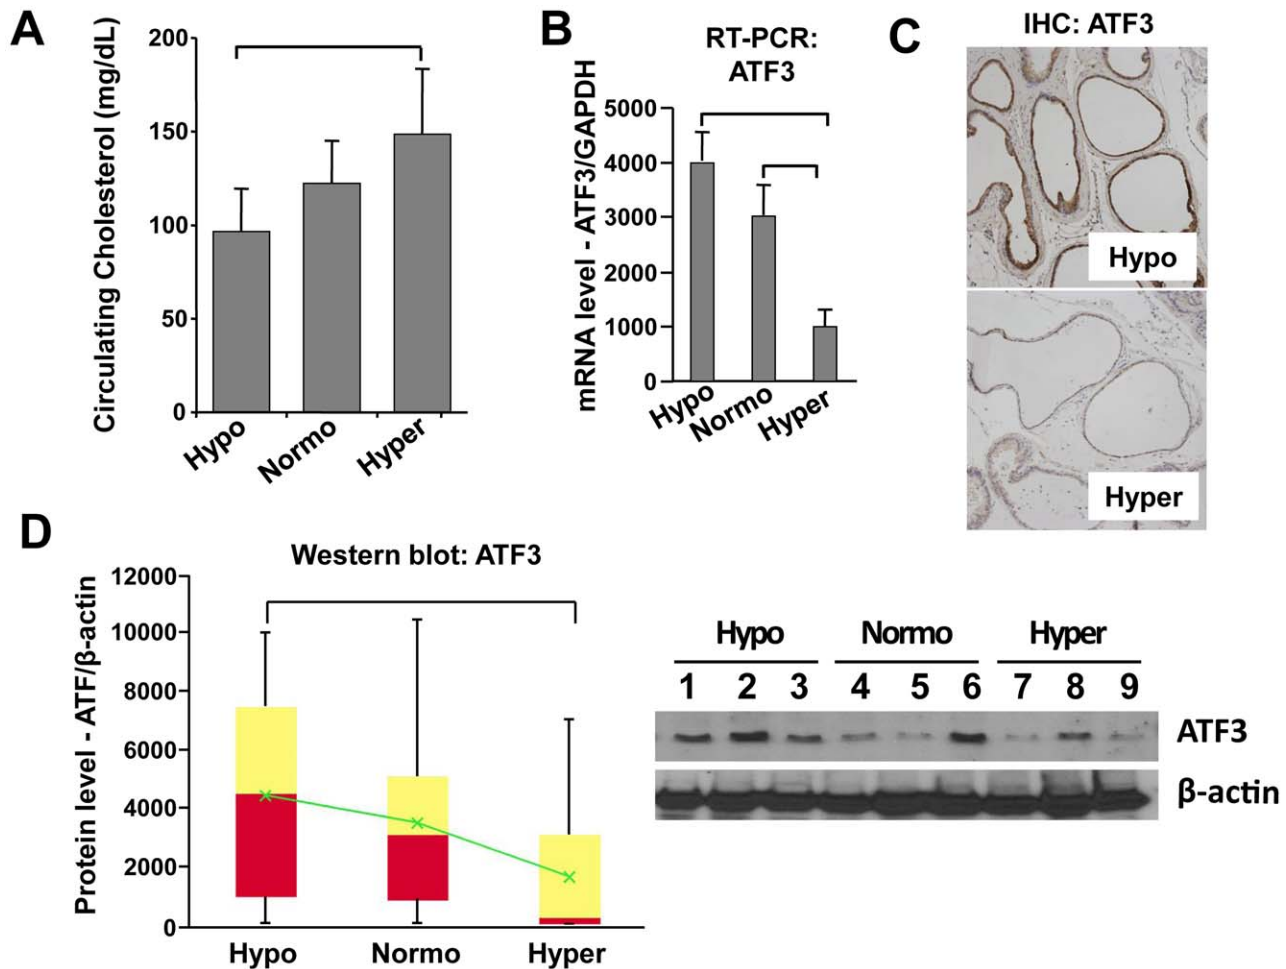 A
Circulating Cholesterol (mg/dL)
200
150
100
50
0
Hypo
Normo
Hyper
B
RT-PCR:
ATF3
mRNA level - ATF3/GAPDH
5000
4000
3000
2000
1000
0
Hypo
Normo
Hyper
C
IHC: ATF3
Hypo
Hyper
D
Western blot: ATF3
Protein level - ATF/β-actin
12000
10000
8000
6000
4000
2000
0
Hypo
Normo
Hyper
Hypo Normo Hyper
1 2 3 4 5 6 7 8 9
ATF3
β-actin